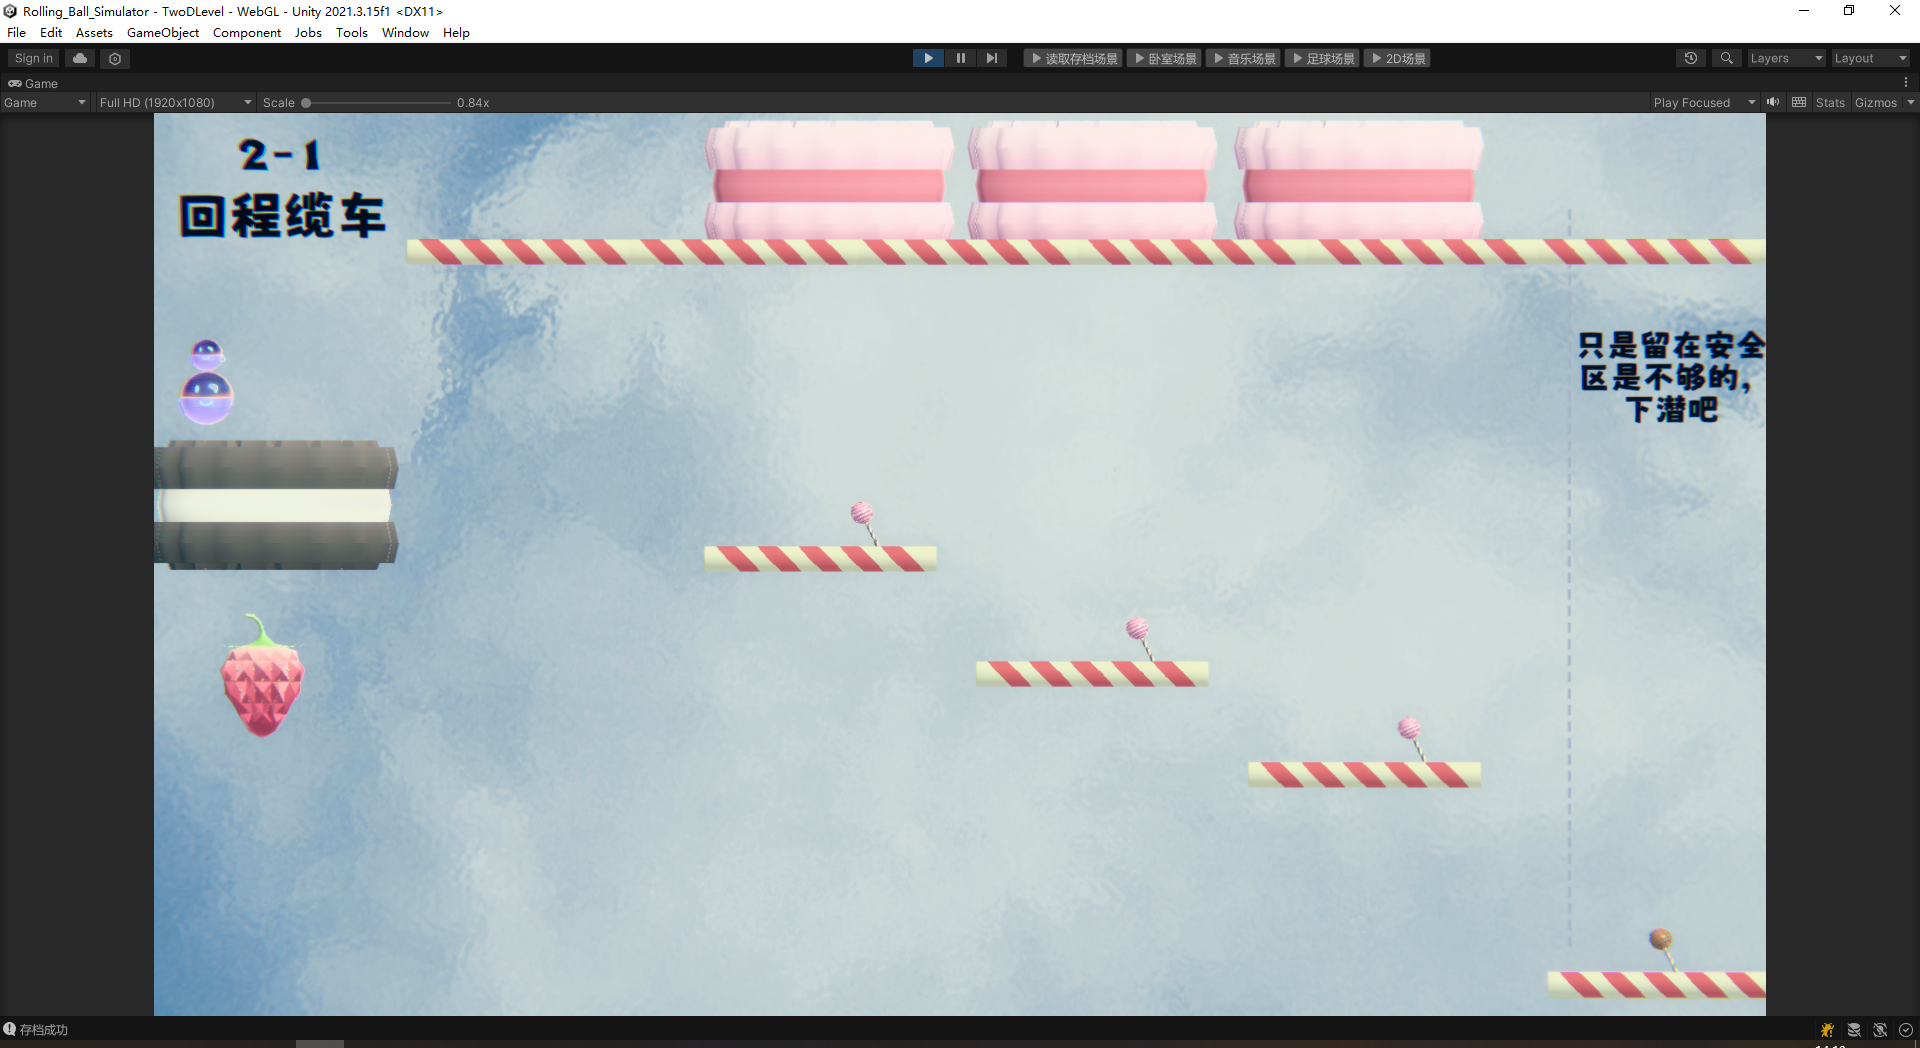 Rolling_Ball_Simulator - TwoDLevel - WebGL - Unity 2021.3.15f1 <DX11>
File Edit Assets GameObject Component Jobs Tools Window Help
Sign in 读取存档场景 卧室场景 音乐场景 足球场景 2D场景 Layers Layout
Game
Game Full HD (1920x1080) Scale 0.84x Play Focused Stats Gizmos
2-1
回程缆车
只是留在安全
区是不够的，
下潜吧
存档成功